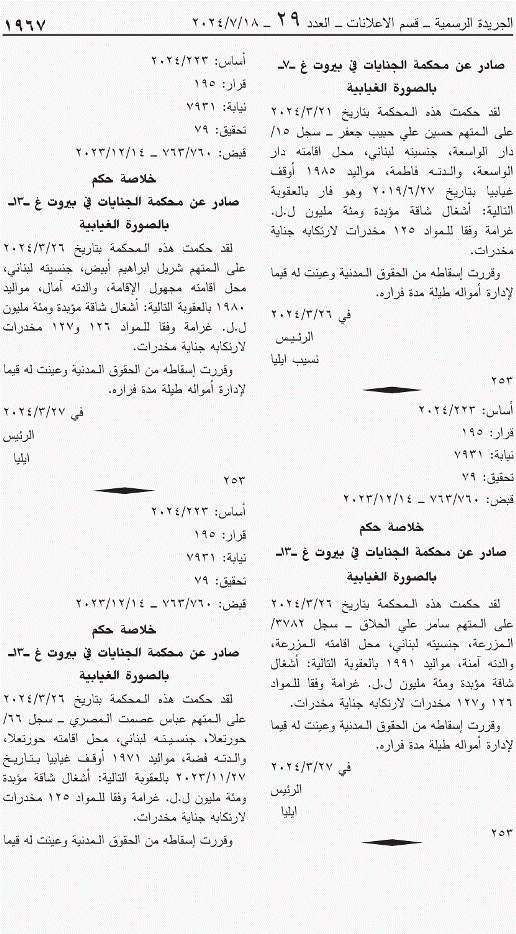 الجريدة الرسمية ـ قسم الاعلانات ـ العدد ٢٩ ـ ٢٠٢٤/٧/١٨
١٩٦٧
صادر عن محكمة الجنايات في بيروت غ ـ٧ـ
بالصورة الغيابية
لقد حكمت هذه المحكمة بتاريخ ٢٠٢٤/٣/٢١
على المتهم حسين علي حبيب جعفر ـ سجل ١٥/
دار الواسعة، جنسيته لبناني، محل اقامته دار
الواسعة، والدته فاطمة، مواليد ١٩٨٥ أوقف
غيابيا بتاريخ ٢٠١٩/٦/٢٧ وهو فار بالعقوبة
التالية: أشغال شاقة مؤبدة ومئة مليون ل.ل.
غرامة وفقا للمواد ١٢٥ مخدرات لارتكابه جناية
مخدرات.
وقررت إسقاطه من الحقوق المدنية وعينت له قيما
لإدارة أمواله طيلة مدة فراره.
في ٢٠٢٤/٣/٢٦
الرئيس
نسيب ايليا
٢٥٣
أساس: ٢٠٢٤/٢٢٣
قرار: ١٩٥
نيابة: ٧٩٣١
تحقيق: ٧٩
قبض: ٧٦٣/٧٦٠ ـ ٢٠٢٣/١٢/١٤
خلاصة حكم
صادر عن محكمة الجنايات في بيروت غ ـ١٣ـ
بالصورة الغيابية
لقد حكمت هذه المحكمة بتاريخ ٢٠٢٤/٣/٢٦
على المتهم سامر علي الحلاق ـ سجل ٣٧٨٢/
المزرعة، جنسيته لبناني، محل اقامته المزرعة،
والدته آمنة، مواليد ١٩٩١ بالعقوبة التالية: أشغال
شاقة مؤبدة ومئة مليون ل.ل. غرامة وفقا للمواد
١٢٦ و١٢٧ مخدرات لارتكابه جناية مخدرات.
وقررت إسقاطه من الحقوق المدنية وعينت له قيما
لإدارة أمواله طيلة مدة فراره.
في ٢٠٢٤/٣/٢٧
الرئيس
ايليا
٢٥٣
أساس: ٢٠٢٤/٢٢٣
قرار: ١٩٥
نيابة: ٧٩٣١
تحقيق: ٧٩
قبض: ٧٦٣/٧٦٠ ـ ٢٠٢٣/١٢/١٤
خلاصة حكم
صادر عن محكمة الجنايات في بيروت غ ـ١٣ـ
بالصورة الغيابية
لقد حكمت هذه المحكمة بتاريخ ٢٠٢٤/٣/٢٦
على المتهم شربل ابراهيم أبيض، جنسيته لبناني،
محل اقامته مجهول الإقامة، والدته آمال، مواليد
١٩٨٠ بالعقوبة التالية: أشغال شاقة مؤبدة ومئة مليون
ل.ل. غرامة وفقا للمواد ١٢٦ و١٢٧ مخدرات
لارتكابه جناية مخدرات.
وقررت إسقاطه من الحقوق المدنية وعينت له قيما
لإدارة أمواله طيلة مدة فراره.
في ٢٠٢٤/٣/٢٧
الرئيس
ايليا
٢٥٣
أساس: ٢٠٢٤/٢٢٣
قرار: ١٩٥
نيابة: ٧٩٣١
تحقيق: ٧٩
قبض: ٧٦٣/٧٦٠ ـ ٢٠٢٣/١٢/١٤
خلاصة حكم
صادر عن محكمة الجنايات في بيروت غ ـ١٣ـ
بالصورة الغيابية
لقد حكمت هذه المحكمة بتاريخ ٢٠٢٤/٣/٢٦
على المتهم عباس عصمت المصري ـ سجل ٦٦/
حورتعلا، جنسيته لبناني، محل اقامته حورتعلا،
والدته فضة، مواليد ١٩٧١ أوقف غيابيا بتاريخ
٢٠٢٣/١١/٢٧ بالعقوبة التالية: أشغال شاقة مؤبدة
ومئة مليون ل.ل. غرامة وفقا للمواد ١٢٥ مخدرات
لارتكابه جناية مخدرات.
وقررت إسقاطه من الحقوق المدنية وعينت له قيما